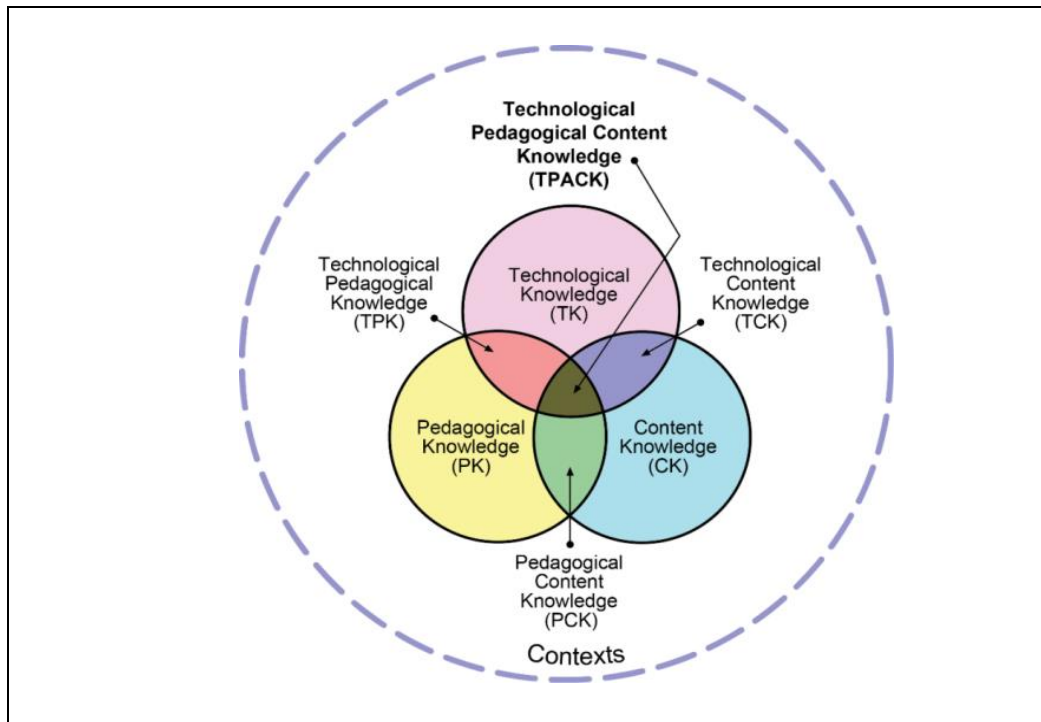 Technological
Pedagogical Content
Knowledge
(TPACK)
Technological
Pedagogical
Knowledge
(TPK)
Technological
Knowledge
(TK)
Technological
Content
Knowledge
(TCK)
Pedagogical
Knowledge
(PK)
Content
Knowledge
(CK)
Pedagogical
Content
Knowledge
(PCK)
Contexts